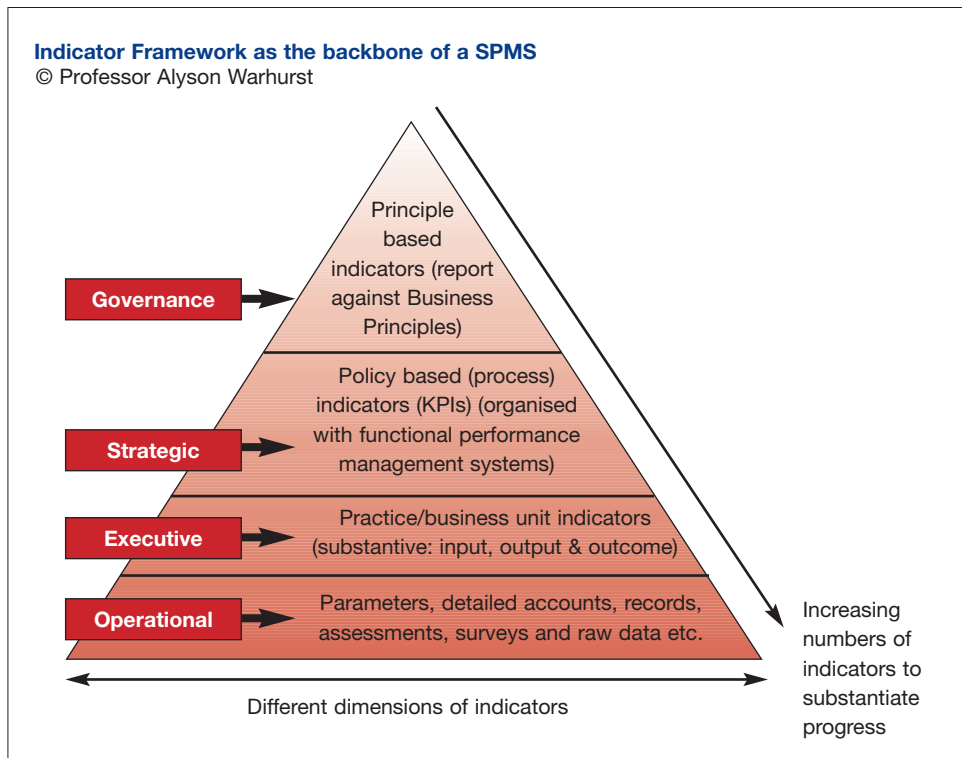 Indicator Framework as the backbone of a SPMS
© Professor Alyson Warhurst
Principle
based
indicators (report
against Business
Principles)
Governance
Policy based (process)
indicators (KPIs) (organised
with functional performance
management systems)
Strategic
Practice/business unit indicators
(substantive: input, output & outcome)
Executive
Parameters, detailed accounts, records,
assessments, surveys and raw data etc.
Operational
Increasing
numbers of
indicators to
substantiate
progress
Different dimensions of indicators